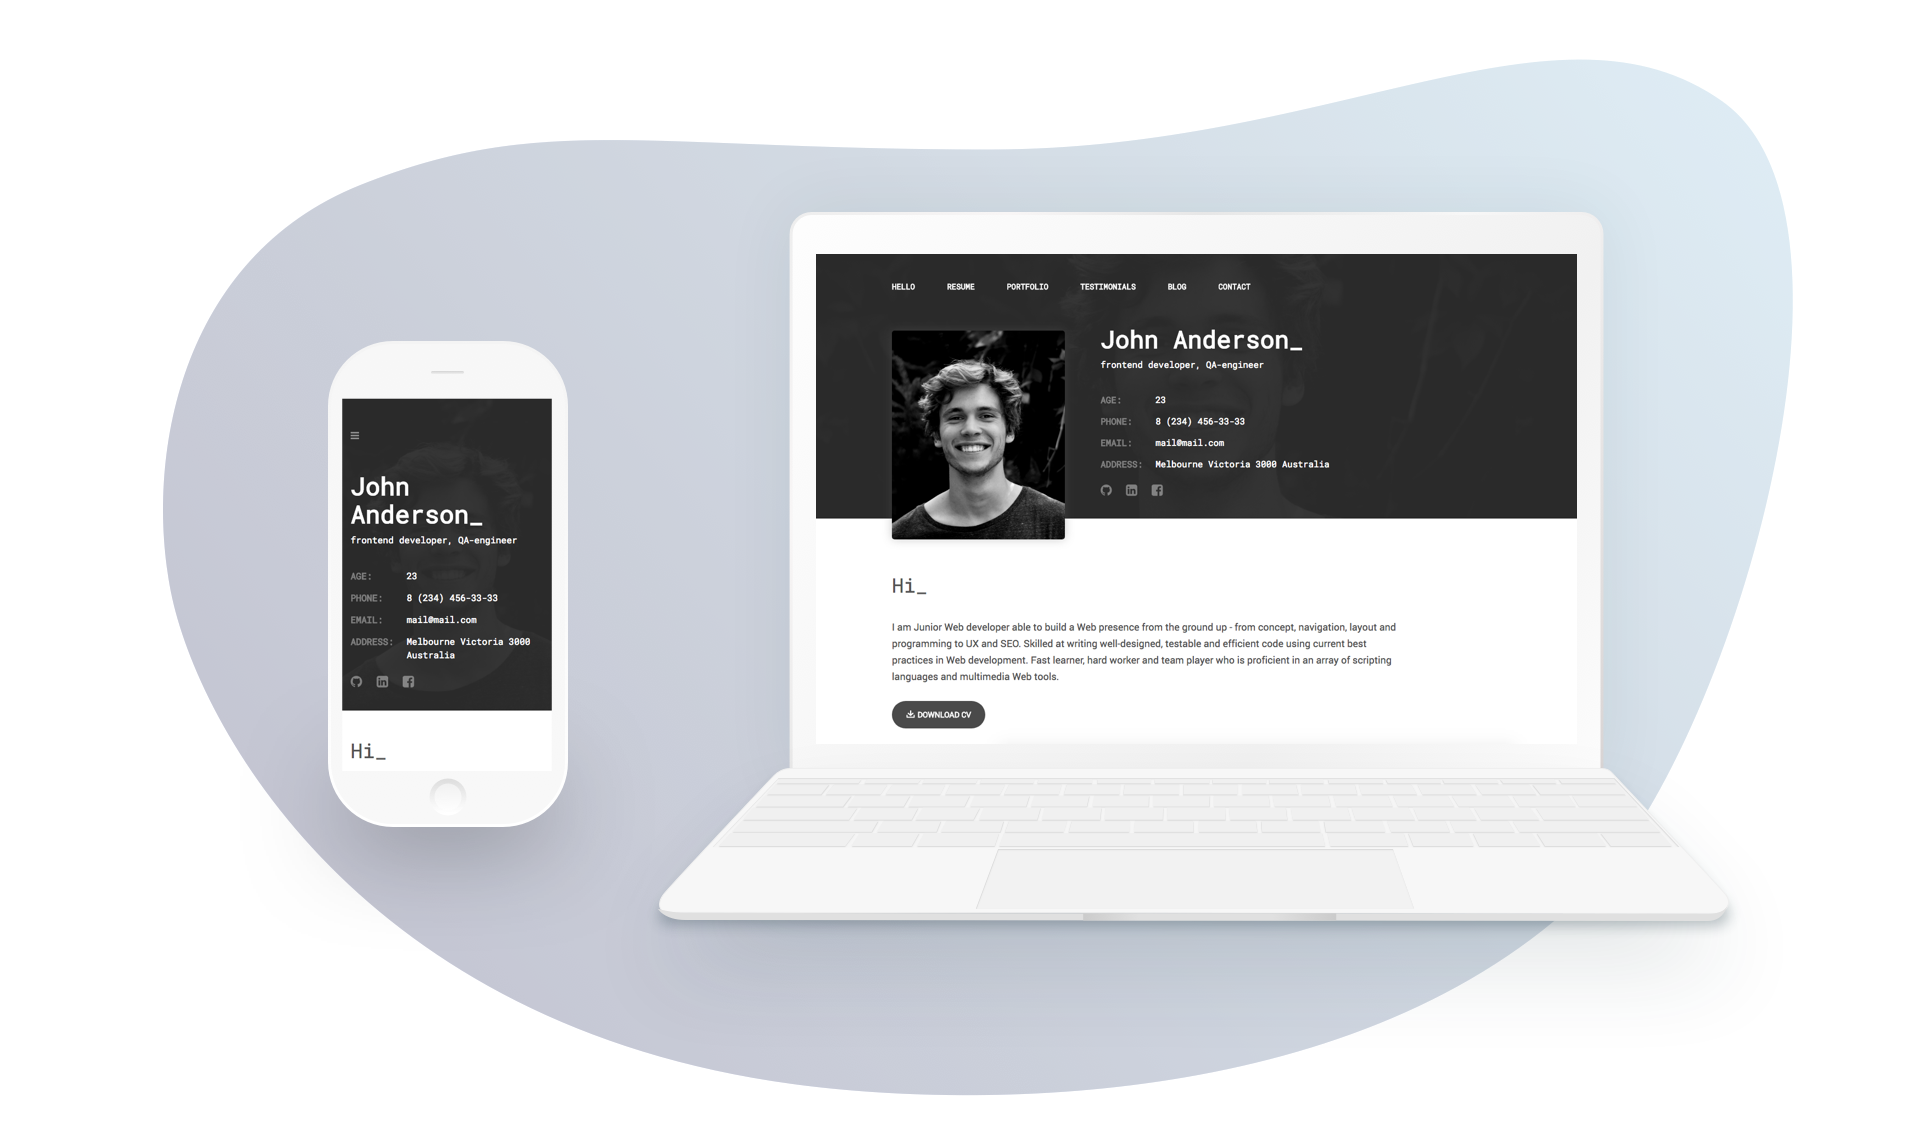 John
Anderson_
frontend developer, QA-engineer
AGE: 23
PHONE: 8 (234) 456-33-33
EMAIL: mail@mail.com
ADDRESS: Melbourne Victoria 3000
Australia
Hi_
HELLO RESUME PORTFOLIO TESTIMONIALS BLOG CONTACT
John Anderson_
frontend developer, QA-engineer
AGE: 23
PHONE: 8 (234) 456-33-33
EMAIL: mail@mail.com
ADDRESS: Melbourne Victoria 3000 Australia
Hi_
I am Junior Web developer able to build a Web presence from the ground up - from concept, navigation, layout and
programming to UX and SEO. Skilled at writing well-designed, testable and efficient code using current best
practices in Web development. Fast learner, hard worker and team player who is proficient in an array of scripting
languages and multimedia Web tools.
DOWNLOAD CV